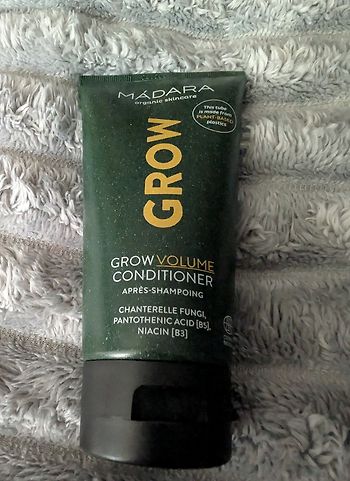 MÁDARA
organic skincare
This tube
is made from
PLANT-BASED
plastics
GROW
GROW VOLUME
CONDITIONER
APRÈS-SHAMPOING
CHANTERELLE FUNGI,
PANTOTHENIC ACID [B5],
NIACIN [B3]